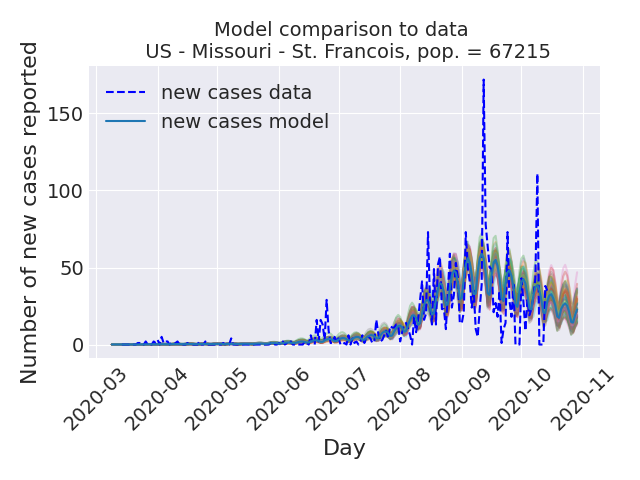 Model comparison to data
US - Missouri - St. Francois, pop. = 67215
Number of new cases reported
new cases data
new cases model
150
100
50
0
2020-03
2020-04
2020-05
2020-06
2020-07
2020-08
2020-09
2020-10
2020-11
Day